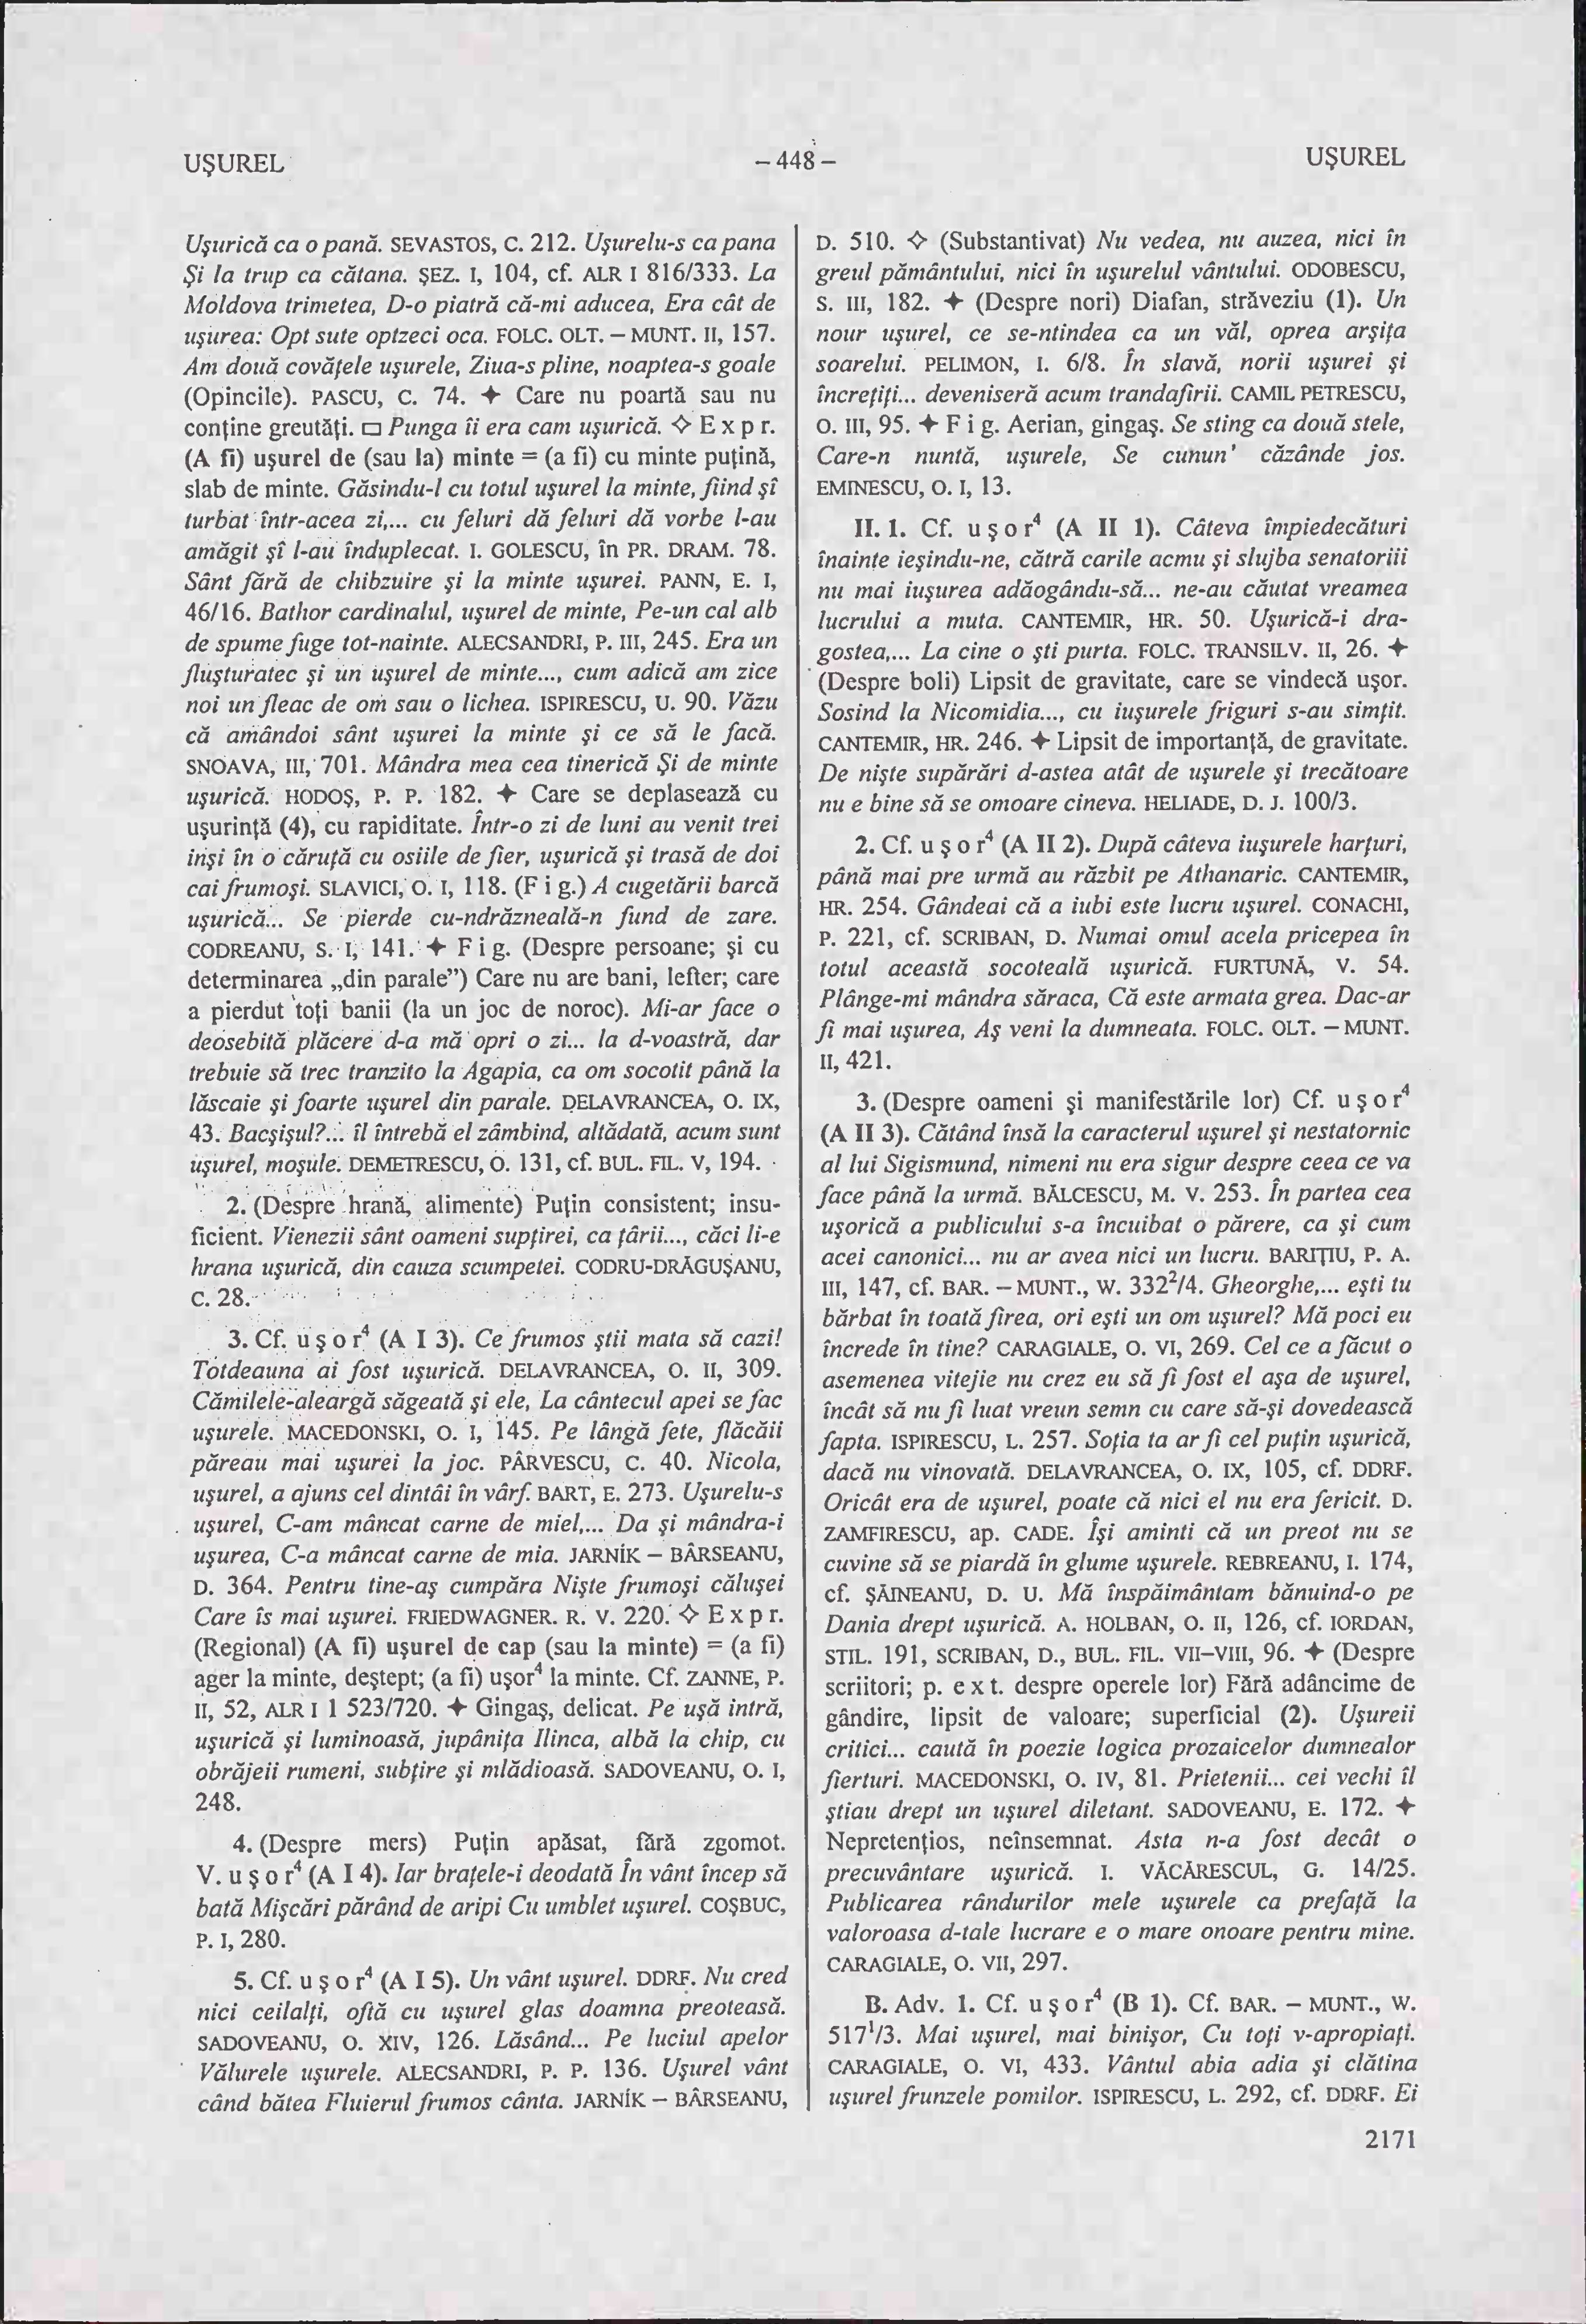 UŞUREL
– 448 –
UŞUREL
Uşurică ca o pană. SEVASTOS, C. 212. Uşurelu-s ca pana
Şi la trup ca cătana. ŞEZ. I, 104, cf. ALR I 816/333. La
Moldova trimetea, D-o piatră că-mi aducea, Era cât de
uşurea: Opt sute optzeci oca. FOLC. OLT. – MUNT. II, 157.
Am două covăţele uşurele, Ziua-s pline, noaptea-s goale
(Opincile). PASCU, C. 74. ✦ Care nu poartă sau nu
conţine greutăţi. □ Punga îi era cam uşurică. ◇ E x p r.
(A fi) uşurel de (sau la) minte = (a fi) cu minte puţină,
slab de minte. Găsindu-l cu totul uşurel la minte, fiind şî
turbat într-acea zi,... cu feluri dă feluri dă vorbe l-au
amăgit şî l-au înduplecat. I. GOLESCU, în PR. DRAM. 78.
Sânt fără de chibzuire şi la minte uşurei. PANN, E. I,
46/16. Bathor cardinalul, uşurel de minte, Pe-un cal alb
de spume fuge tot-nainte. ALECSANDRI, P. III, 245. Era un
fluşturatec şi un uşurel de minte..., cum adică am zice
noi un fleac de om sau o lichea. ISPIRESCU, U. 90. Văzu
că amândoi sânt uşurei la minte şi ce să le facă.
SNOAVA, III, 701. Mândra mea cea tinerică Şi de minte
uşurică. HODOŞ, P. P. 182. ✦ Care se deplasează cu
uşurinţă (4), cu rapiditate. Într-o zi de luni au venit trei
inşi în o căruţă cu osiile de fier, uşurică şi trasă de doi
cai frumoşi. SLAVICI, O. I, 118. (F i g.) A cugetării barcă
uşurică... Se pierde cu-ndrăzneală-n fund de zare.
CODREANU, S. I, 141. ✦ F i g. (Despre persoane; şi cu
determinarea „din parale”) Care nu are bani, lefter; care
a pierdut toţi banii (la un joc de noroc). Mi-ar face o
deosebită plăcere d-a mă opri o zi... la d-voastră, dar
trebuie să trec tranzito la Agapia, ca om socotit până la
lăscaie şi foarte uşurel din parale. DELAVRANCEA, O. IX,
43. Bacşişul?... îl întrebă el zâmbind, altădată, acum sunt
uşurel, moşule. DEMETRESCU, O. 131, cf. BUL. FIL. V, 194.
2. (Despre hrană, alimente) Puţin consistent; insu-
ficient. Vienezii sânt oameni supţirei, ca ţării..., căci li-e
hrana uşurică, din cauza scumpetei. CODRU-DRĂGUŞANU,
C. 28.
3. Cf. u ş o r⁴ (A I 3). Ce frumos ştii mata să cazi!
Totdeauna ai fost uşurică. DELAVRANCEA, O. II, 309.
Cămilele-aleargă săgeată şi ele, La cântecul apei se fac
uşurele. MACEDONSKI, O. I, 145. Pe lângă fete, flăcăii
păreau mai uşurei la joc. PÂRVESCU, C. 40. Nicola,
uşurel, a ajuns cel dintâi în vârf. BART, E. 273. Uşurelu-s
uşurel, C-am mâncat carne de miel,... Da şi mândra-i
uşurea, C-a mâncat carne de mia. JARNÍK – BÂRSEANU,
D. 364. Pentru tine-aş cumpăra Nişte frumoşi căluşei
Care îs mai uşurei. FRIEDWAGNER. R. V. 220. ◇ E x p r.
(Regional) (A fi) uşurel de cap (sau la minte) = (a fi)
ager la minte, deştept; (a fi) uşor⁴ la minte. Cf. ZANNE, P.
II, 52, ALR I 1 523/720. ✦ Gingaş, delicat. Pe uşă intră,
uşurică şi luminoasă, jupâniţa Ilinca, albă la chip, cu
obrăjeii rumeni, subţire şi mlădioasă. SADOVEANU, O. I,
248.
4. (Despre mers) Puţin apăsat, fără zgomot.
V. u ş o r⁴ (A I 4). Iar braţele-i deodată În vânt încep să
bată Mişcări părând de aripi Cu umblet uşurel. COŞBUC,
P. I, 280.
5. Cf. u ş o r⁴ (A I 5). Un vânt uşurel. DDRF. Nu cred
nici ceilalţi, oftă cu uşurel glas doamna preoteasă.
SADOVEANU, O. XIV, 126. Lăsând... Pe luciul apelor
Vălurele uşurele. ALECSANDRI, P. P. 136. Uşurel vânt
când bătea Fluierul frumos cânta. JARNÍK – BÂRSEANU,
D. 510. ◇ (Substantivat) Nu vedea, nu auzea, nici în
greul pământului, nici în uşurelul vântului. ODOBESCU,
S. III, 182. ✦ (Despre nori) Diafan, străveziu (1). Un
nour uşurel, ce se-ntindea ca un văl, oprea arşiţa
soarelui. PELIMON, I. 6/8. În slavă, norii uşurei şi
încreţiţi... deveniseră acum trandafirii. CAMIL PETRESCU,
O. III, 95. ✦ F i g. Aerian, gingaş. Se sting ca două stele,
Care-n nuntă, uşurele, Se cunun' căzânde jos.
EMINESCU, O. I, 13.
II. 1. Cf. u ş o r⁴ (A II 1). Câteva împiedecături
înainte ieşindu-ne, cătră carile acmu şi slujba senatoriii
nu mai iuşurea adăogându-să... ne-au căutat vreamea
lucrului a muta. CANTEMIR, HR. 50. Uşurică-i dra-
gostea,... La cine o şti purta. FOLC. TRANSILV. II, 26. ✦
(Despre boli) Lipsit de gravitate, care se vindecă uşor.
Sosind la Nicomidia..., cu iuşurele friguri s-au simţit.
CANTEMIR, HR. 246. ✦ Lipsit de importanţă, de gravitate.
De nişte supărări d-astea atât de uşurele şi trecătoare
nu e bine să se omoare cineva. HELIADE, D. J. 100/3.
2. Cf. u ş o r⁴ (A II 2). După câteva iuşurele harţuri,
până mai pre urmă au răzbit pe Athanaric. CANTEMIR,
HR. 254. Gândeai că a iubi este lucru uşurel. CONACHI,
P. 221, cf. SCRIBAN, D. Numai omul acela pricepea în
totul această socoteală uşurică. FURTUNĂ, V. 54.
Plânge-mi mândra săraca, Că este armata grea. Dac-ar
fi mai uşurea, Aş veni la dumneata. FOLC. OLT. – MUNT.
II, 421.
3. (Despre oameni şi manifestările lor) Cf. u ş o r⁴
(A II 3). Cătând însă la caracterul uşurel şi nestatornic
al lui Sigismund, nimeni nu era sigur despre ceea ce va
face până la urmă. BĂLCESCU, M. V. 253. În partea cea
uşorică a publicului s-a încuibat o părere, ca şi cum
acei canonici... nu ar avea nici un lucru. BARIŢIU, P. A.
III, 147, cf. BAR. – MUNT., W. 332²/4. Gheorghe,... eşti tu
bărbat în toată firea, ori eşti un om uşurel? Mă poci eu
încrede în tine? CARAGIALE, O. VI, 269. Cel ce a făcut o
asemenea vitejie nu crez eu să fi fost el aşa de uşurel,
încât să nu fi luat vreun semn cu care să-şi dovedească
fapta. ISPIRESCU, L. 257. Soţia ta ar fi cel puţin uşurică,
dacă nu vinovată. DELAVRANCEA, O. IX, 105, cf. DDRF.
Oricât era de uşurel, poate că nici el nu era fericit. D.
ZAMFIRESCU, ap. CADE. Îşi aminti că un preot nu se
cuvine să se piardă în glume uşurele. REBREANU, I. 174,
cf. ŞĂINEANU, D. U. Mă înspăimântam bănuind-o pe
Dania drept uşurică. A. HOLBAN, O. II, 126, cf. IORDAN,
STIL. 191, SCRIBAN, D., BUL. FIL. VII–VIII, 96. ✦ (Despre
scriitori; p. e x t. despre operele lor) Fără adâncime de
gândire, lipsit de valoare; superficial (2). Uşureii
critici... caută în poezie logica prozaicelor dumnealor
fierturi. MACEDONSKI, O. IV, 81. Prietenii... cei vechi îl
ştiau drept un uşurel diletant. SADOVEANU, E. 172. ✦
Nepretenţios, neînsemnat. Asta n-a fost decât o
precuvântare uşurică. I. VĂCĂRESCUL, G. 14/25.
Publicarea rândurilor mele uşurele ca prefaţă la
valoroasa d-tale lucrare e o mare onoare pentru mine.
CARAGIALE, O. VII, 297.
B. Adv. 1. Cf. u ş o r⁴ (B 1). Cf. BAR. – MUNT., W.
517¹/3. Mai uşurel, mai binişor, Cu toţi v-apropiaţi.
CARAGIALE, O. VI, 433. Vântul abia adia şi clătina
uşurel frunzele pomilor. ISPIRESCU, L. 292, cf. DDRF. Ei
2171